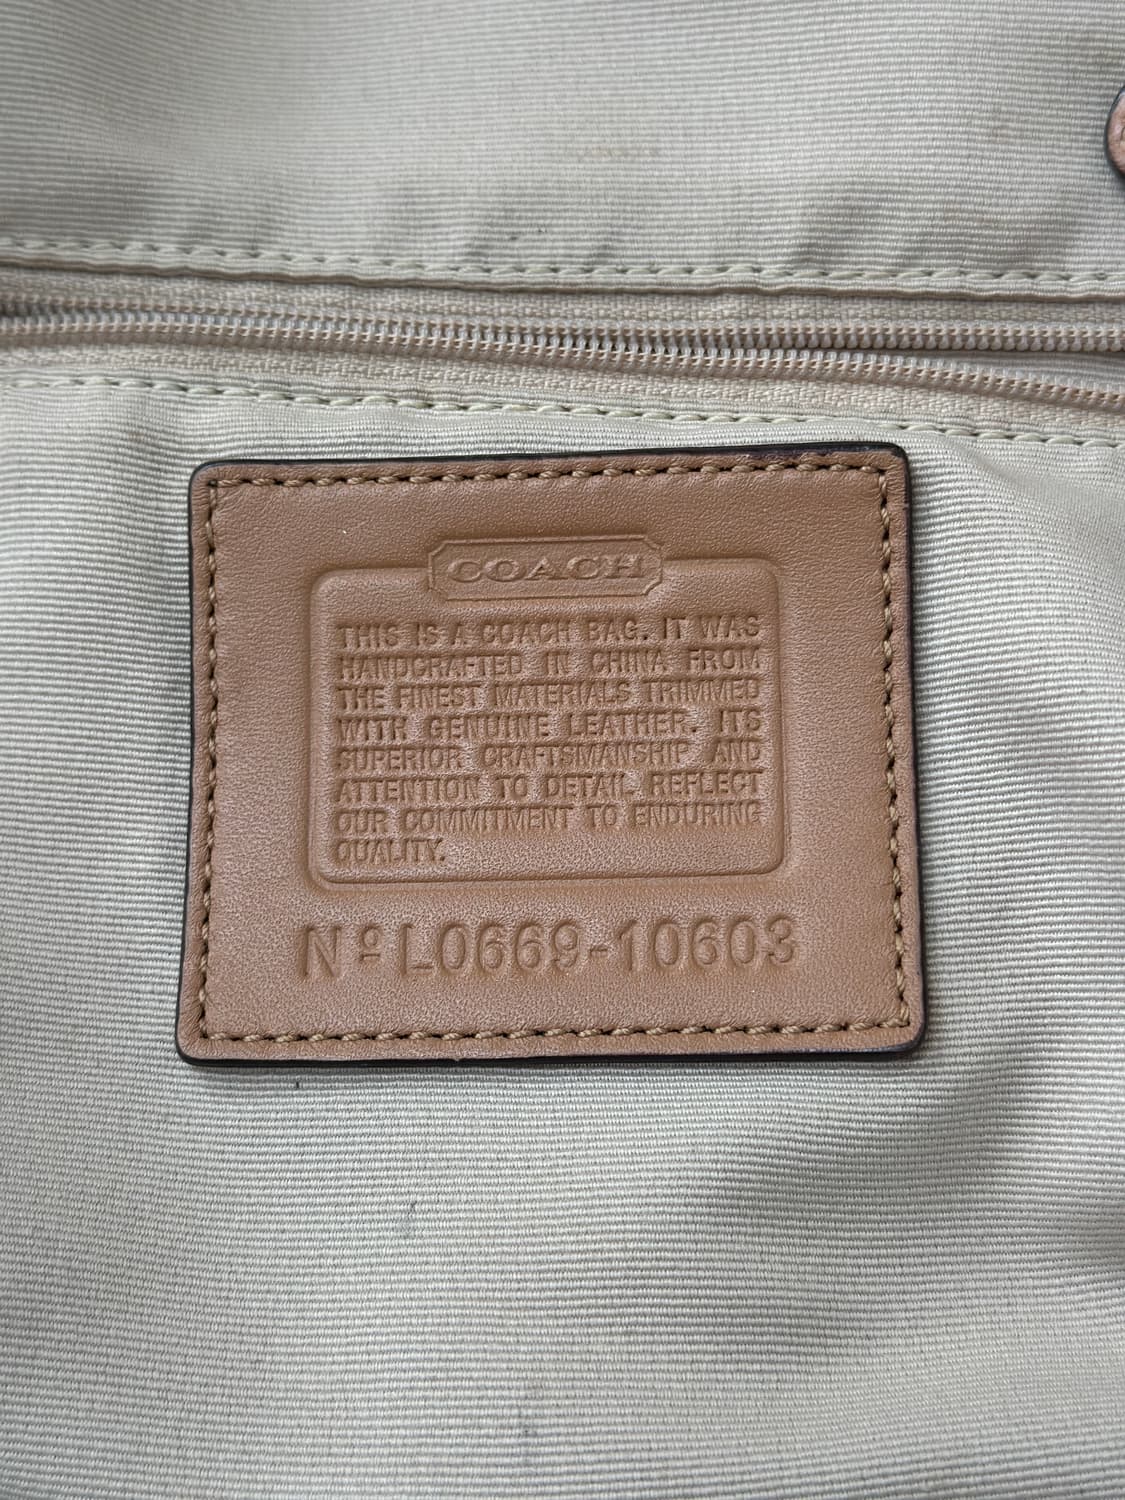 COACH
THIS IS A COACH BAG. IT WAS
HANDCRAFTED IN CHINA FROM
THE FINEST MATERIALS TRIMMED
WITH GENUINE LEATHER. ITS
SUPERIOR CRAFTSMANSHIP AND
ATTENTION TO DETAIL REFLECT
OUR COMMITMENT TO ENDURING
QUALITY.
Nº L0669-10603